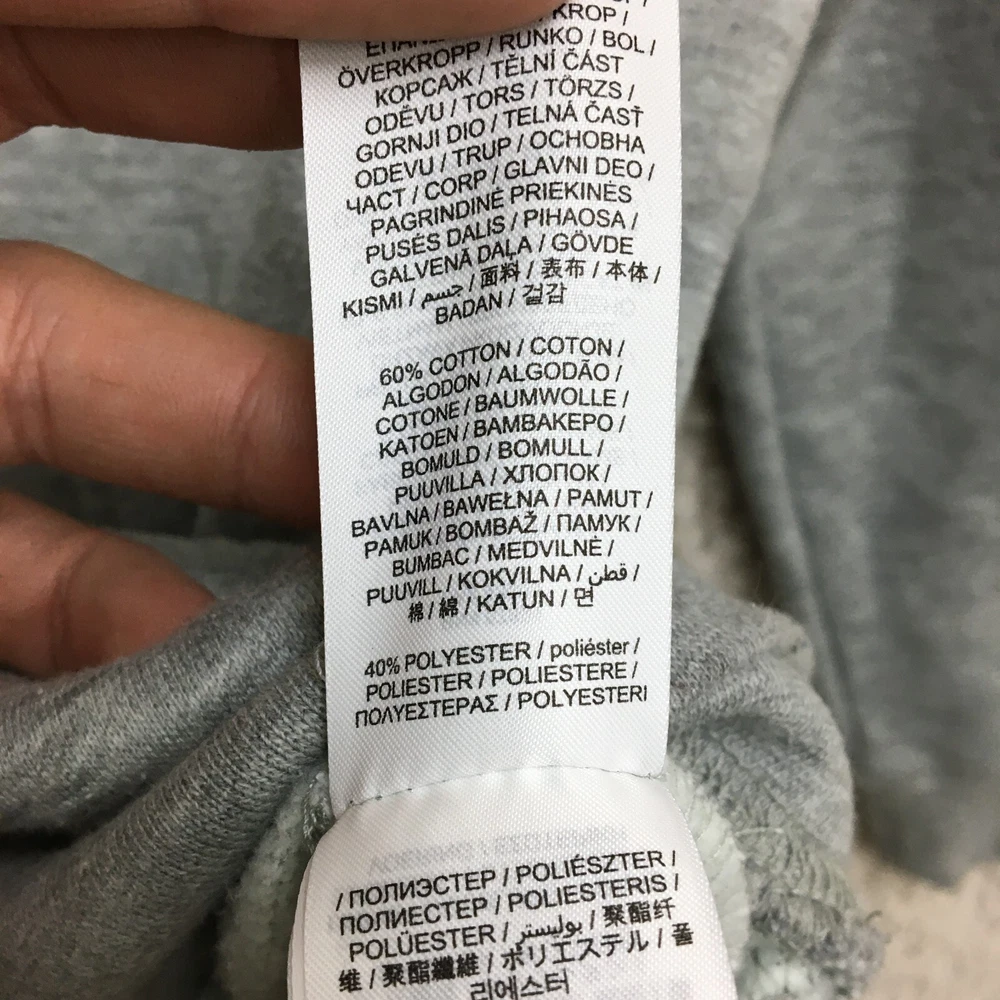 KROP /
ÖVERKROPP / RUNKO / BOL /
КОРСАЖ / TĚLNÍ ČÁST
ODĚVU / TORS / TÖRZS /
GORNJI DIO / TELNÁ ČASŤ
ODEVU / TRUP / ОСНОВНА
ЧАСТ / CORP / GLAVNI DEO /
PAGRINDINĖ PRIEKINĖS
PUSĖS DALIS / PIHAOSA /
GALVENĀ DAĻA / GÖVDE
KISMI / جسم / 面料 / 表布 / 本体 /
BADAN / 겉감
60% COTTON / COTON /
ALGODON / ALGODÃO /
COTONE / BAUMWOLLE /
KATOEN / ΒΑΜΒΑΚΕΡΟ /
BOMULD / BOMULL /
PUUVILLA / ХЛОПОК /
BAVLNA / BAWEŁNA / PAMUT /
PAMUK / BOMBAŽ / ПАМУК /
BUMBAC / MEDVILNĖ /
PUUVILL / KOKVILNA / قطن /
棉 / 綿 / KATUN / 면
40% POLYESTER / poliéster /
POLIESTER / POLIESTERE /
ΠΟΛΥΕΣΤΕΡΑΣ / POLYESTERI
/ ПОЛИЭСТЕР / POLIÉSZTER /
ПОЛИЕСТЕР / POLIESTERIS /
POLÜESTER / بوليستر / 聚酯纤
维 / 聚酯纖維 / ポリエステル / 폴
리에스터